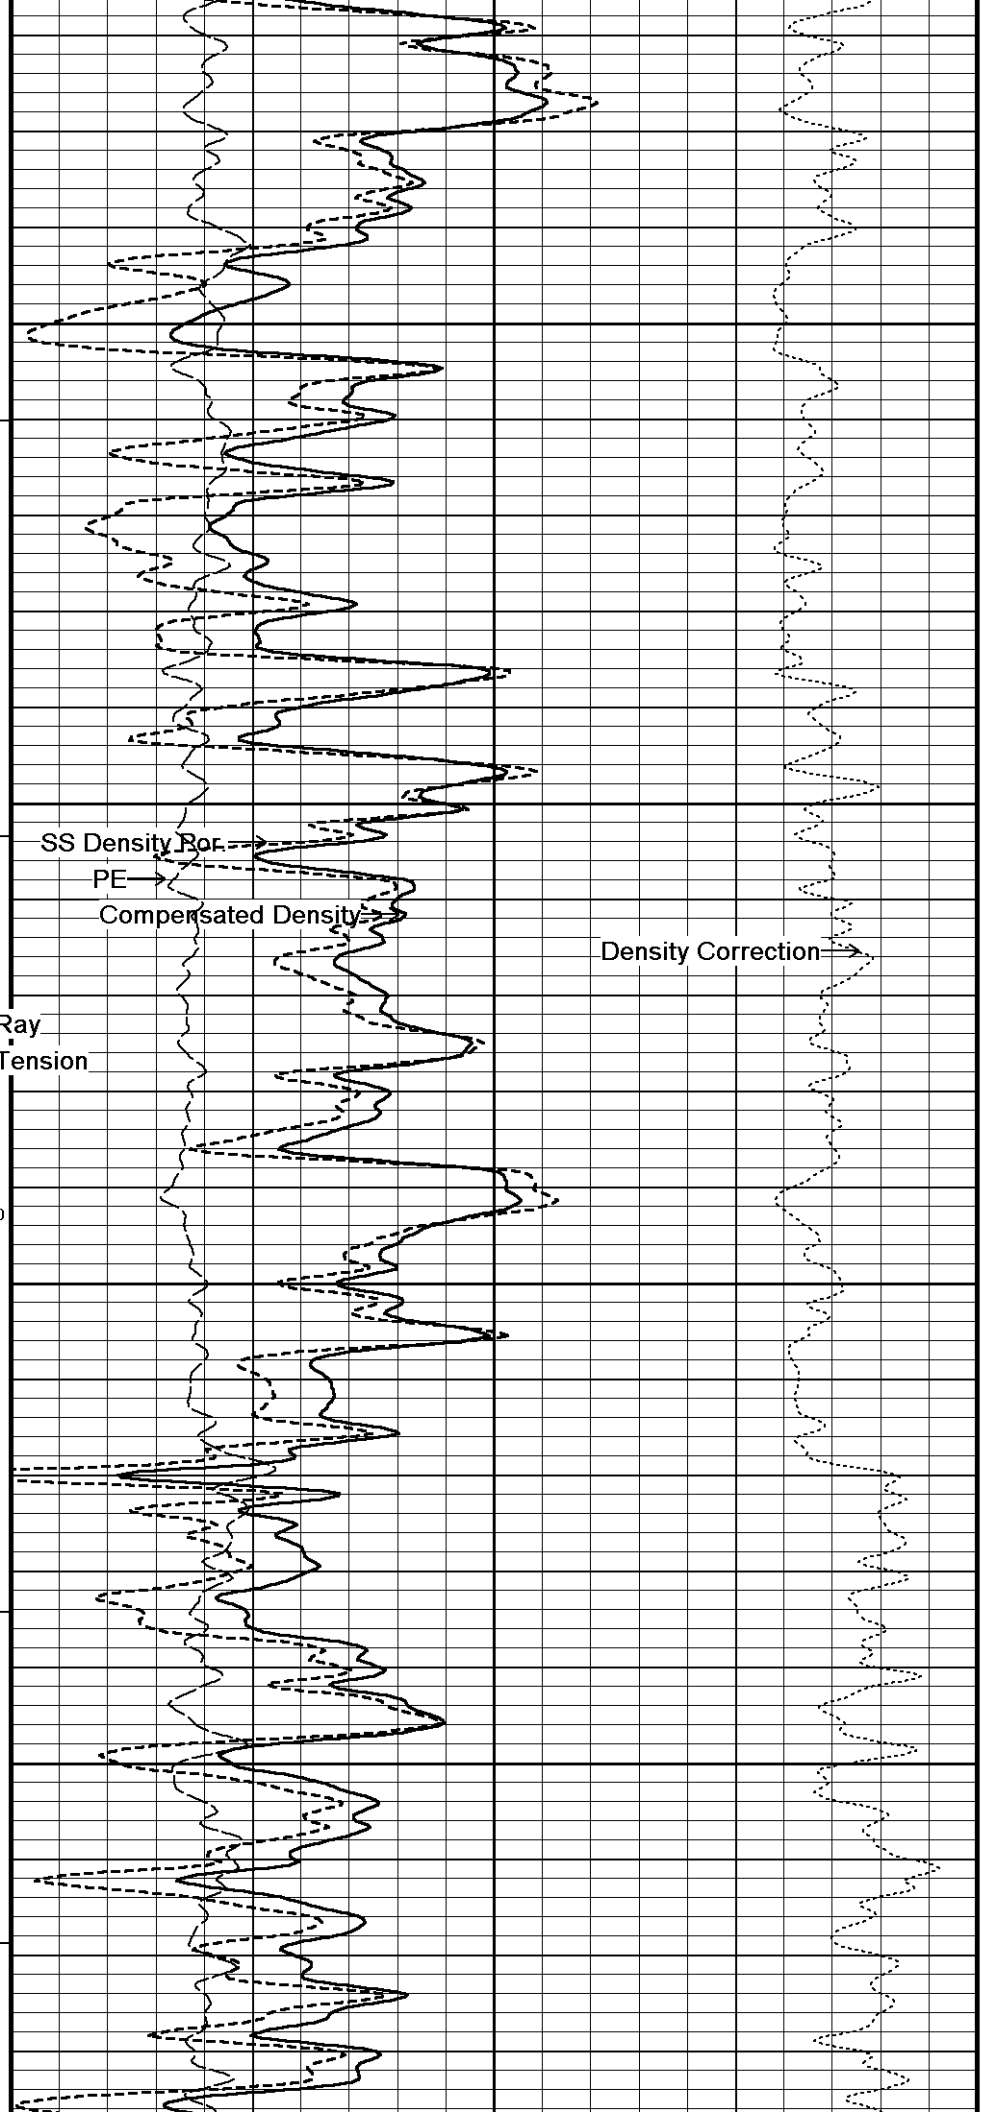 SS Density Por
PE
Compensated Density
Density Correction
Ray
Tension